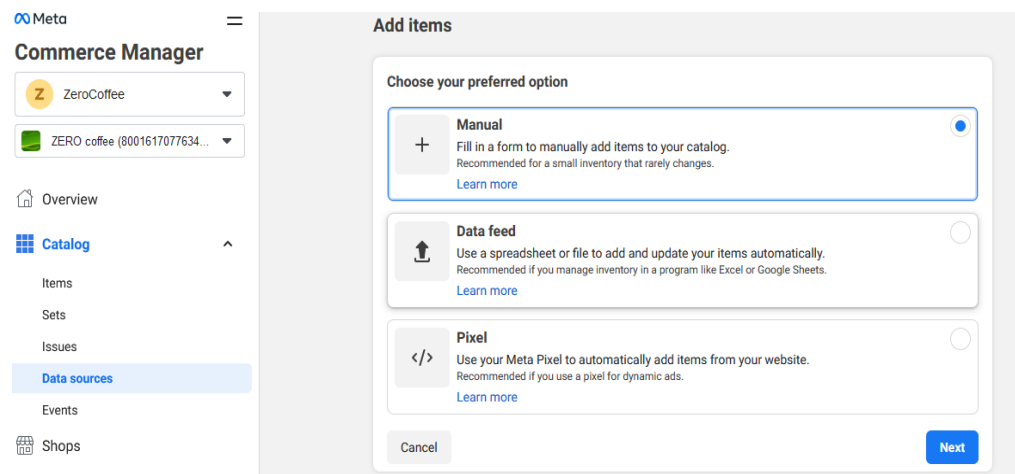 Meta
Commerce Manager
Z ZeroCoffee
ZERO coffee (8001617077634...
Overview
Catalog
Items
Sets
Issues
Data sources
Events
Shops
Add items
Choose your preferred option
Manual
Fill in a form to manually add items to your catalog.
Recommended for a small inventory that rarely changes.
Learn more
Data feed
Use a spreadsheet or file to add and update your items automatically.
Recommended if you manage inventory in a program like Excel or Google Sheets.
Learn more
</>
Pixel
Use your Meta Pixel to automatically add items from your website.
Recommended if you use a pixel for dynamic ads.
Learn more
Cancel
Next